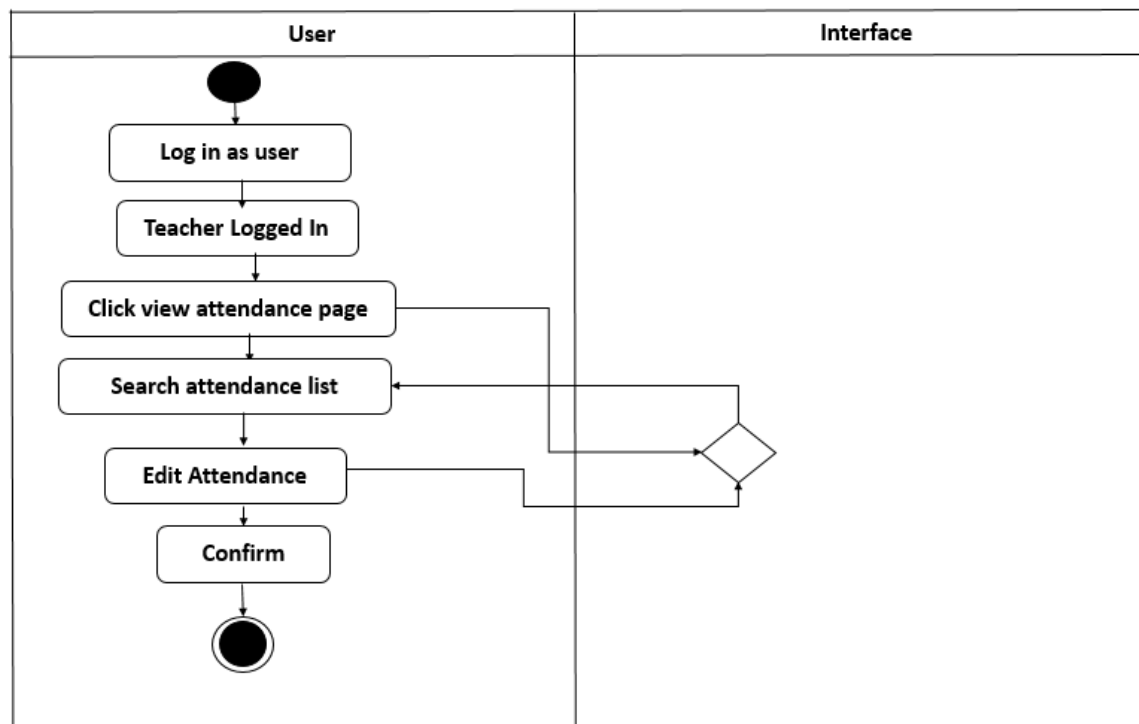 User
Interface
Log in as user
Teacher Logged In
Click view attendance page
Search attendance list
Edit Attendance
Confirm